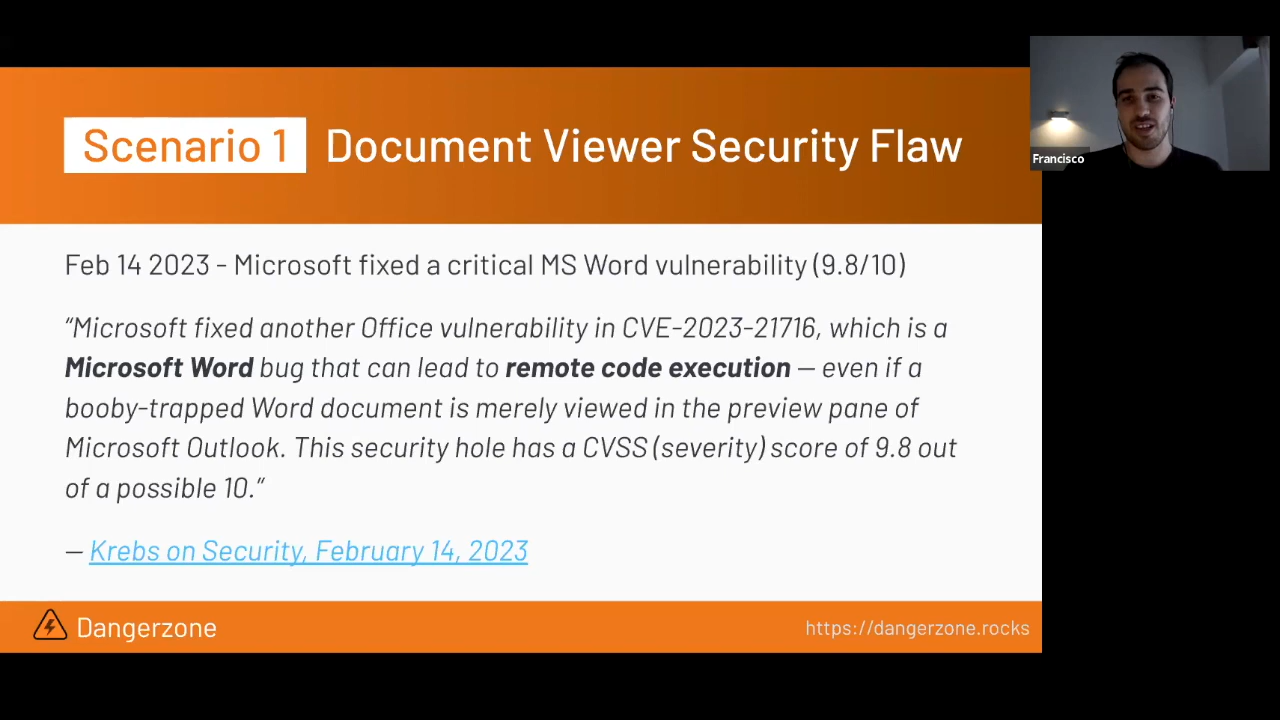 Scenario 1 Document Viewer Security Flaw
Francisco
Feb 14 2023 - Microsoft fixed a critical MS Word vulnerability (9.8/10)
“Microsoft fixed another Office vulnerability in CVE-2023-21716, which is a
Microsoft Word bug that can lead to remote code execution — even if a
booby-trapped Word document is merely viewed in the preview pane of
Microsoft Outlook. This security hole has a CVSS (severity) score of 9.8 out
of a possible 10.”
— Krebs on Security, February 14, 2023
Dangerzone
https://dangerzone.rocks